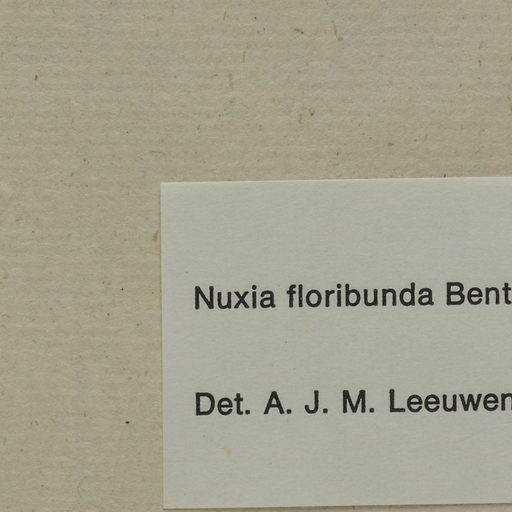 Nuxia floribunda Bent
Det. A. J. M. Leeuwen